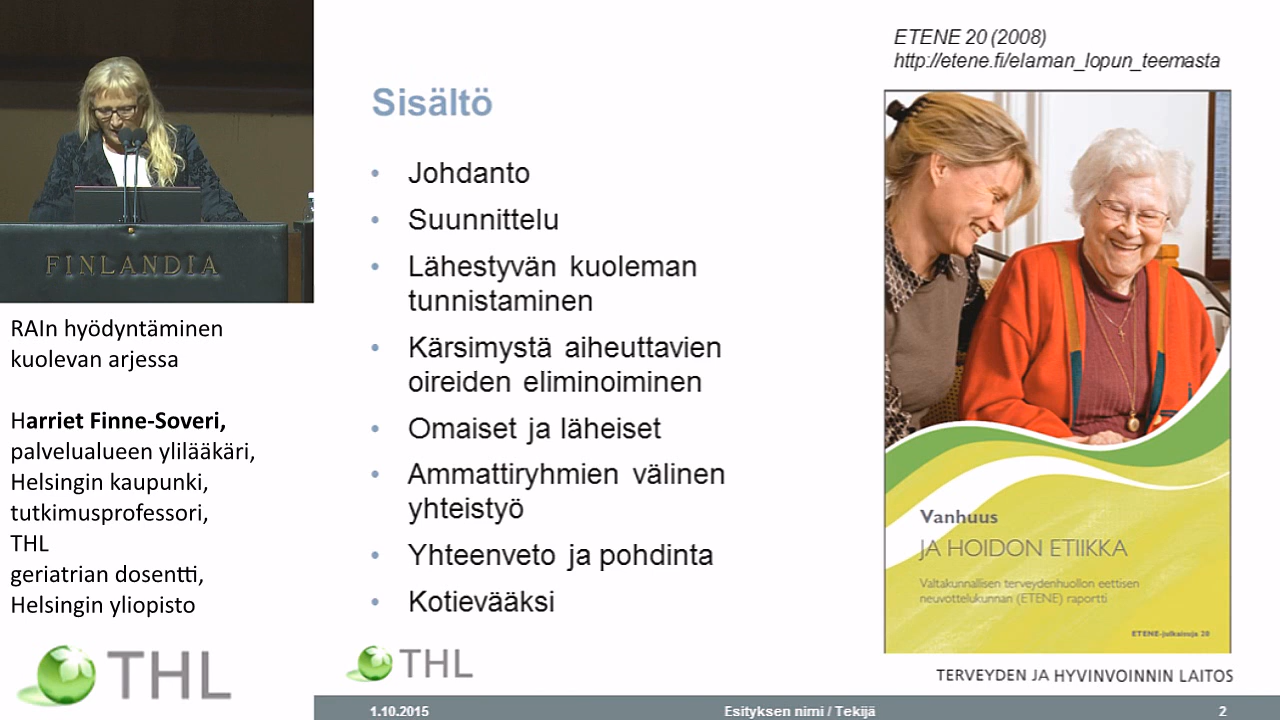 FINLANDIA
RAIn hyödyntäminen
kuolevan arjessa
Harriet Finne-Soveri,
palvelualueen ylilääkäri,
Helsingin kaupunki,
tutkimusprofessori,
THL
geriatrian dosentti,
Helsingin yliopisto
THL
ETENE 20 (2008)
http://etene.fi/elaman_lopun_teemasta
Sisältö
• Johdanto
• Suunnittelu
• Lähestyvän kuoleman
tunnistaminen
• Kärsimystä aiheuttavien
oireiden eliminoiminen
• Omaiset ja läheiset
• Ammattiryhmien välinen
yhteistyö
• Yhteenveto ja pohdinta
• Kotievääksi
Vanhuus
JA HOIDON ETIIKKA
Valtakunnallisen terveydenhuollon eettisen
neuvottelukunnan (ETENE) raportti
ETENE-julkaisuja 20
THL
TERVEYDEN JA HYVINVOINNIN LAITOS
1.10.2015
Esityksen nimi / Tekijä
2